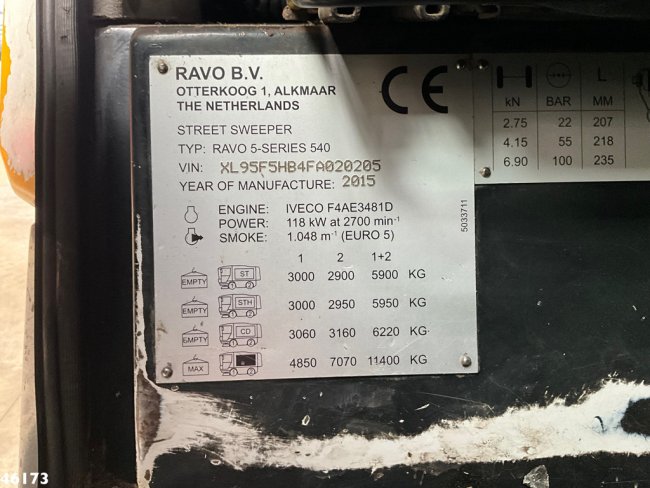 RAVO B.V.
OTTERKOOG 1, ALKMAAR
THE NETHERLANDS
CE
STREET SWEEPER
TYP: RAVO 5-SERIES 540
VIN: XL95F5HB4FA020205
YEAR OF MANUFACTURE: 2015
ENGINE: IVECO F4AE3481D
POWER: 118 kW at 2700 min⁻¹
SMOKE: 1.048 m⁻¹ (EURO 5)
1 2 1+2
EMPTY ST 3000 2900 5900 KG
EMPTY STH 3000 2950 5950 KG
EMPTY CD 3060 3160 6220 KG
MAX 4850 7070 11400 KG
5033711
L
kN BAR MM
2.75 22 207
4.15 55 218
6.90 100 235
46173